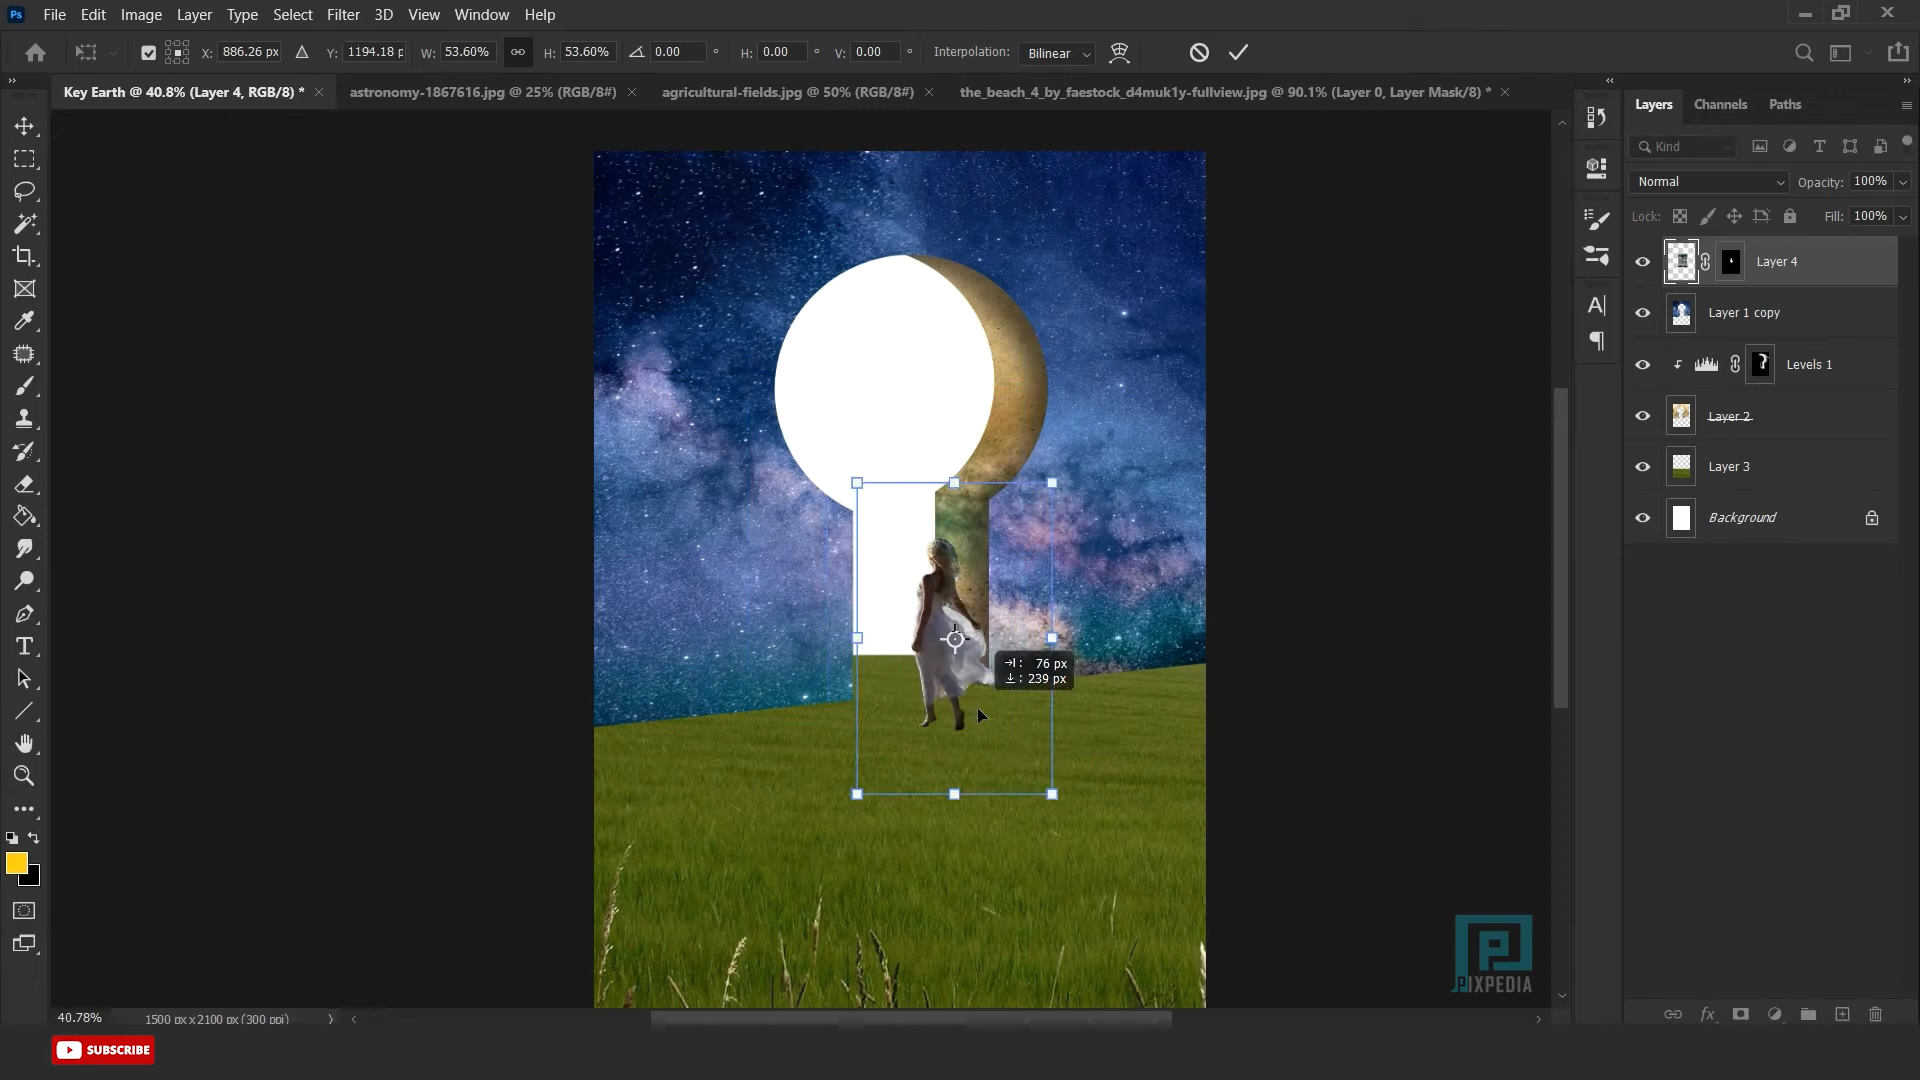 Ps File Edit Image Layer Type Select Filter 3D View Window Help
X: 886.26 px Y: 1194.18 p W: 53.60% H: 53.60% 0.00 ° H: 0.00 ° V: 0.00 ° Interpolation: Bilinear
Key Earth @ 40.8% (Layer 4, RGB/8) * astronomy-1867616.jpg @ 25% (RGB/8#) agricultural-fields.jpg @ 50% (RGB/8#) the_beach_4_by_faestock_d4muk1y-fullview.jpg @ 90.1% (Layer 0, Layer Mask/8) *
Layers Channels Paths
Kind
Normal Opacity: 100%
Lock: Fill: 100%
Layer 4
Layer 1 copy
Levels 1
Layer 2
Layer 3
Background
76 px
: 239 px
PIXPEDIA
40.78% 1500 px x 2100 px (300 ppi)
SUBSCRIBE